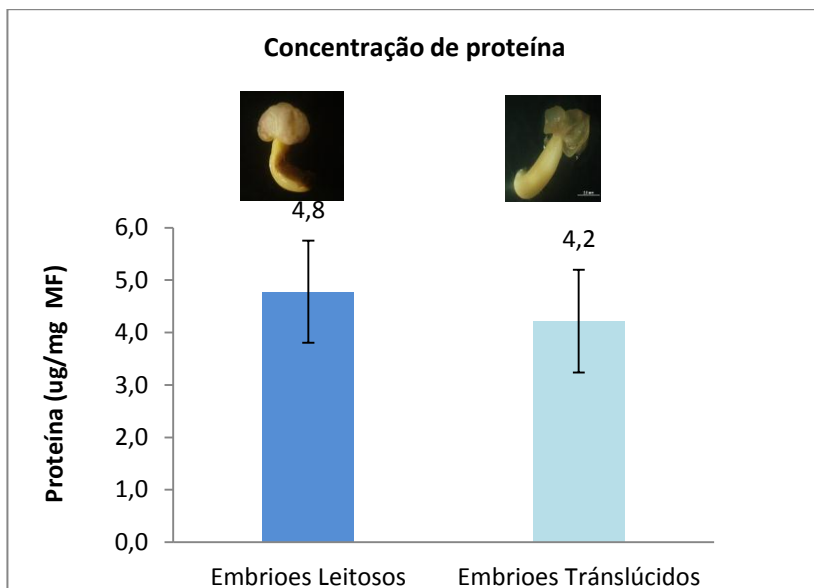 Concentração de proteína
4,8
4,2
6,0
5,0
4,0
3,0
2,0
1,0
0,0
Proteína (ug/mg MF)
Embrioes Leitosos
Embrioes Tránslúcidos